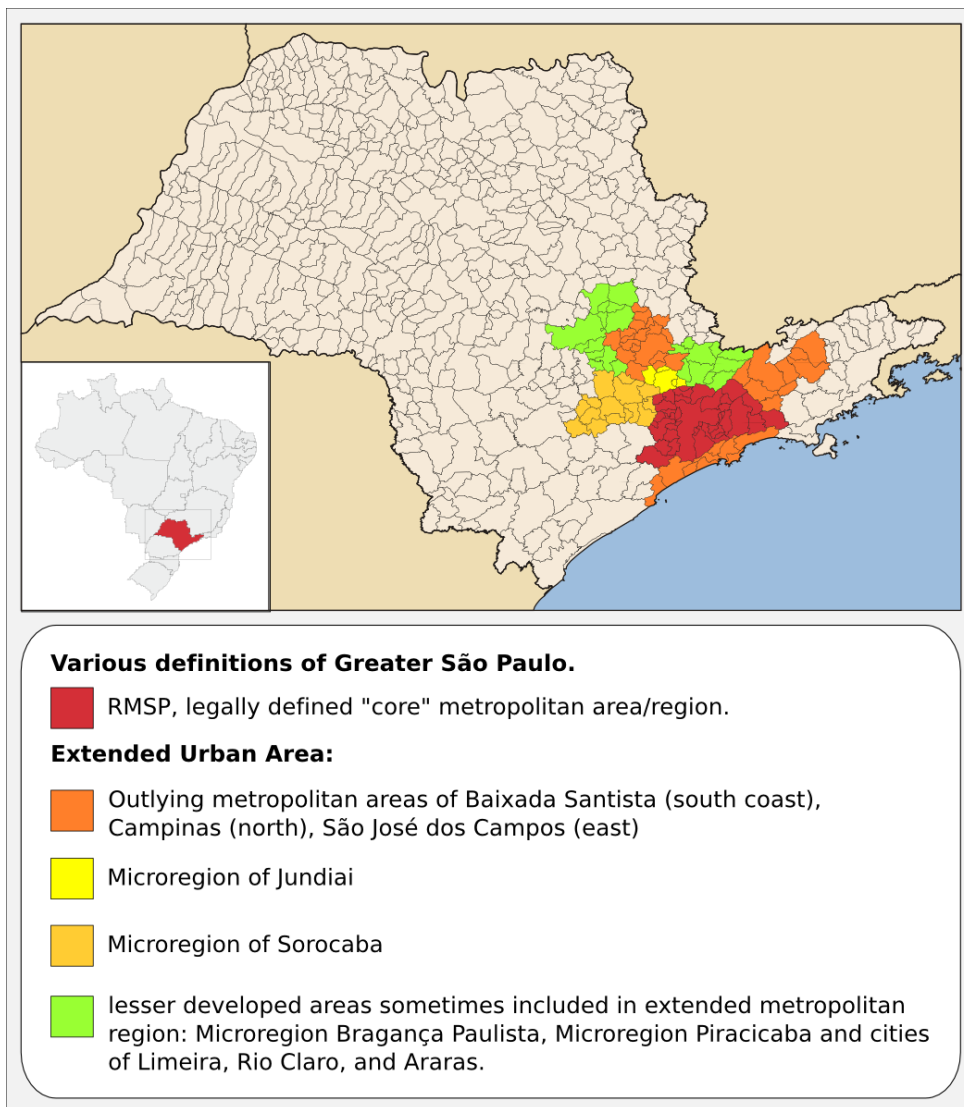 Various definitions of Greater São Paulo.
RMSP, legally defined "core" metropolitan area/region.
Extended Urban Area:
Outlying metropolitan areas of Baixada Santista (south coast),
Campinas (north), São José dos Campos (east)
Microregion of Jundiai
Microregion of Sorocaba
lesser developed areas sometimes included in extended metropolitan
region: Microregion Bragança Paulista, Microregion Piracicaba and cities
of Limeira, Rio Claro, and Araras.